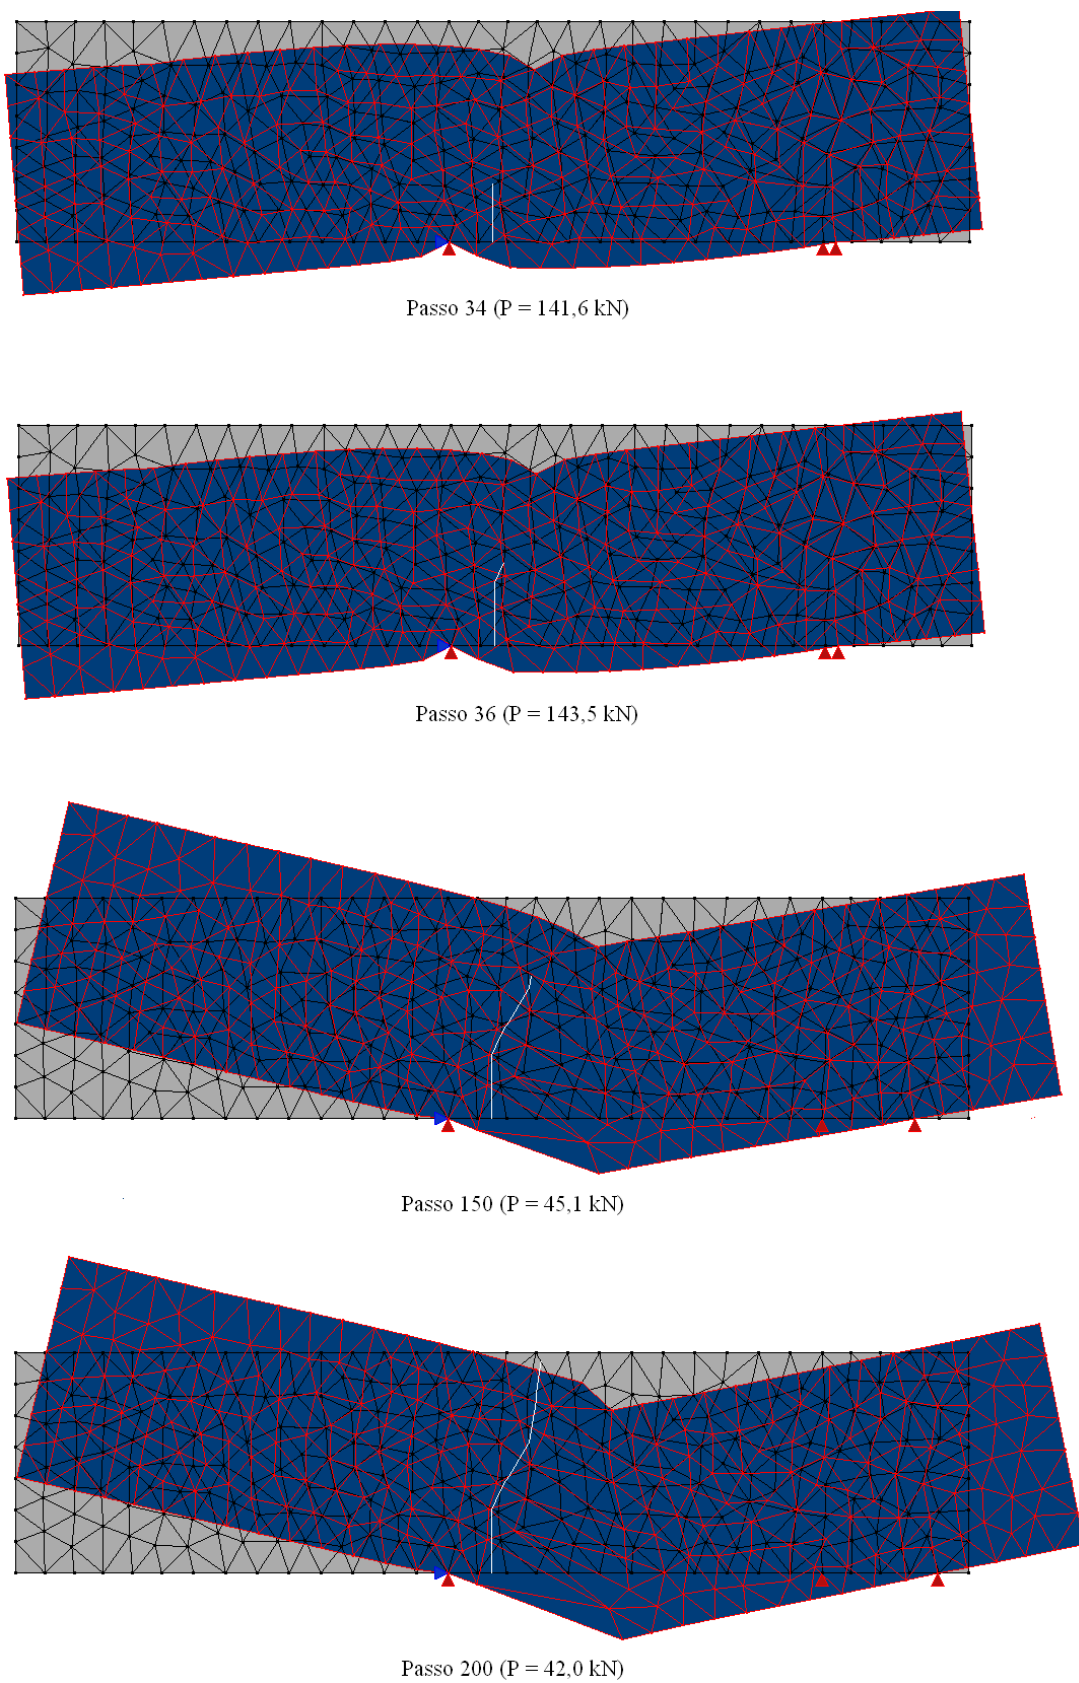 Passo 34 (P = 141,6 kN)
Passo 36 (P = 143,5 kN)
Passo 150 (P = 45,1 kN)
Passo 200 (P = 42,0 kN)